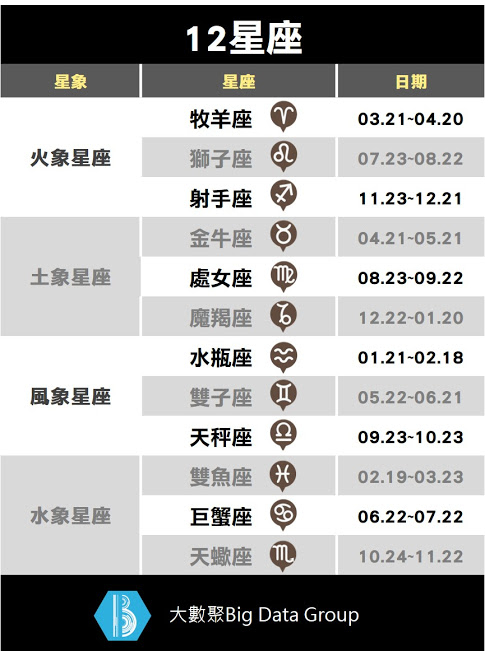 12星座
星象 星座 日期
火象星座
牧羊座 03.21~04.20
獅子座 07.23~08.22
射手座 11.23~12.21
土象星座
金牛座 04.21~05.21
處女座 08.23~09.22
魔羯座 12.22~01.20
風象星座
水瓶座 01.21~02.18
雙子座 05.22~06.21
天秤座 09.23~10.23
水象星座
雙魚座 02.19~03.23
巨蟹座 06.22~07.22
天蠍座 10.24~11.22
大數聚Big Data Group